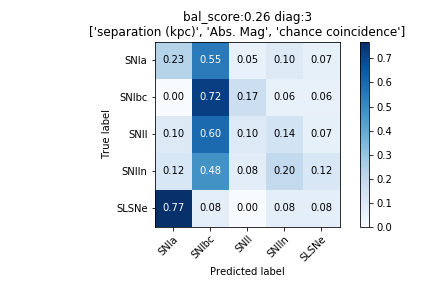 bal_score:0.26 diag:3
['separation (kpc)', 'Abs. Mag', 'chance coincidence']
SNIa 0.23 0.55 0.05 0.10 0.07
SNIbc 0.00 0.72 0.17 0.06 0.06
SNII 0.10 0.60 0.10 0.14 0.07
SNIIn 0.12 0.48 0.08 0.20 0.12
SLSNe 0.77 0.08 0.00 0.08 0.08
True label
SNIa SNIbc SNII SNIIn SLSNe
Predicted label
0.7
0.6
0.5
0.4
0.3
0.2
0.1
0.0